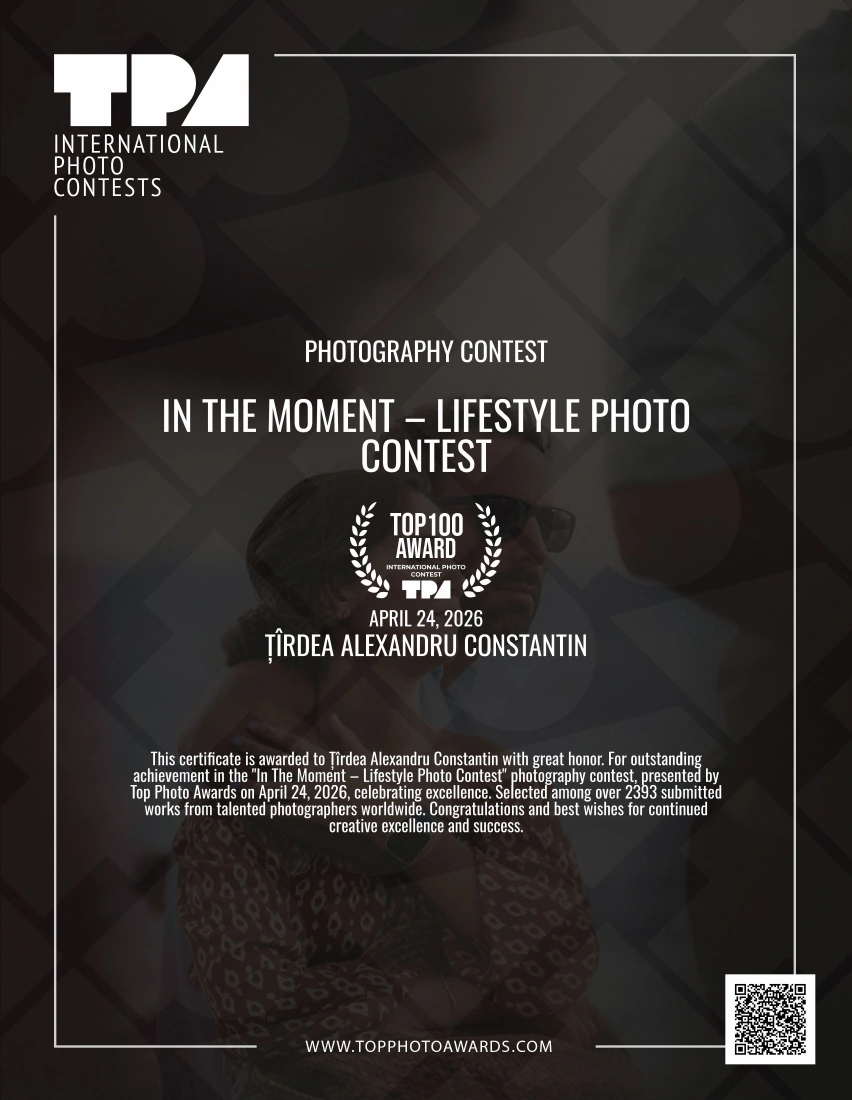 TPA
INTERNATIONAL
PHOTO
CONTESTS
PHOTOGRAPHY CONTEST
IN THE MOMENT – LIFESTYLE PHOTO
CONTEST
TOP100
AWARD
INTERNATIONAL PHOTO
CONTEST
TPA
APRIL 24, 2026
ȚÎRDEA ALEXANDRU CONSTANTIN
This certificate is awarded to Țîrdea Alexandru Constantin with great honor. For outstanding
achievement in the "In The Moment – Lifestyle Photo Contest" photography contest, presented by
Top Photo Awards on April 24, 2026, celebrating excellence. Selected among over 2393 submitted
works from talented photographers worldwide. Congratulations and best wishes for continued
creative excellence and success.
WWW.TOPPHOTOAWARDS.COM